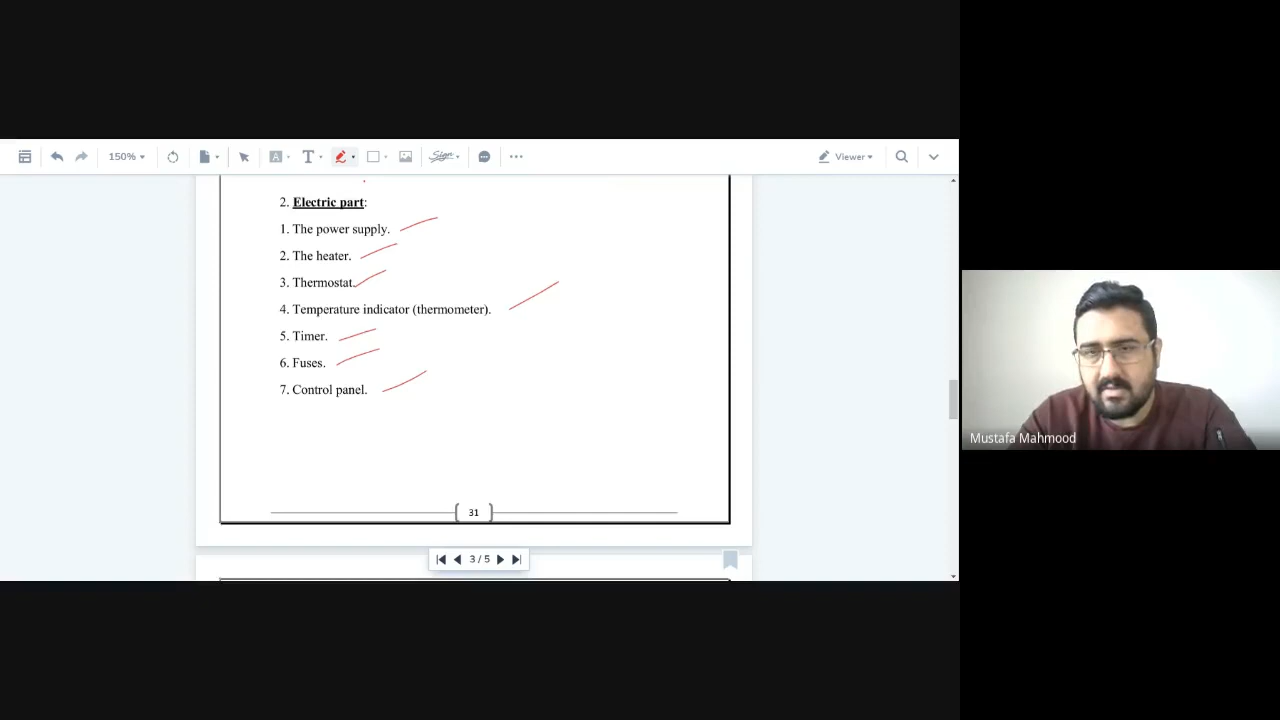 150%
T
A
Sign
Viewer
2. Electric part:
1. The power supply.
2. The heater.
3. Thermostat.
4. Temperature indicator (thermometer).
5. Timer.
6. Fuses.
7. Control panel.
31
3 / 5
Mustafa Mahmood